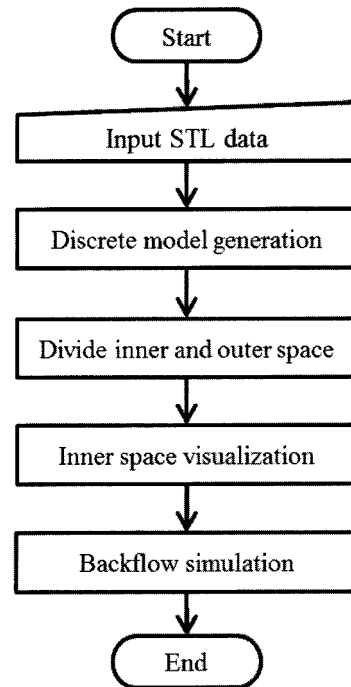 Start
Input STL data
Discrete model generation
Divide inner and outer space
Inner space visualization
Backflow simulation
End